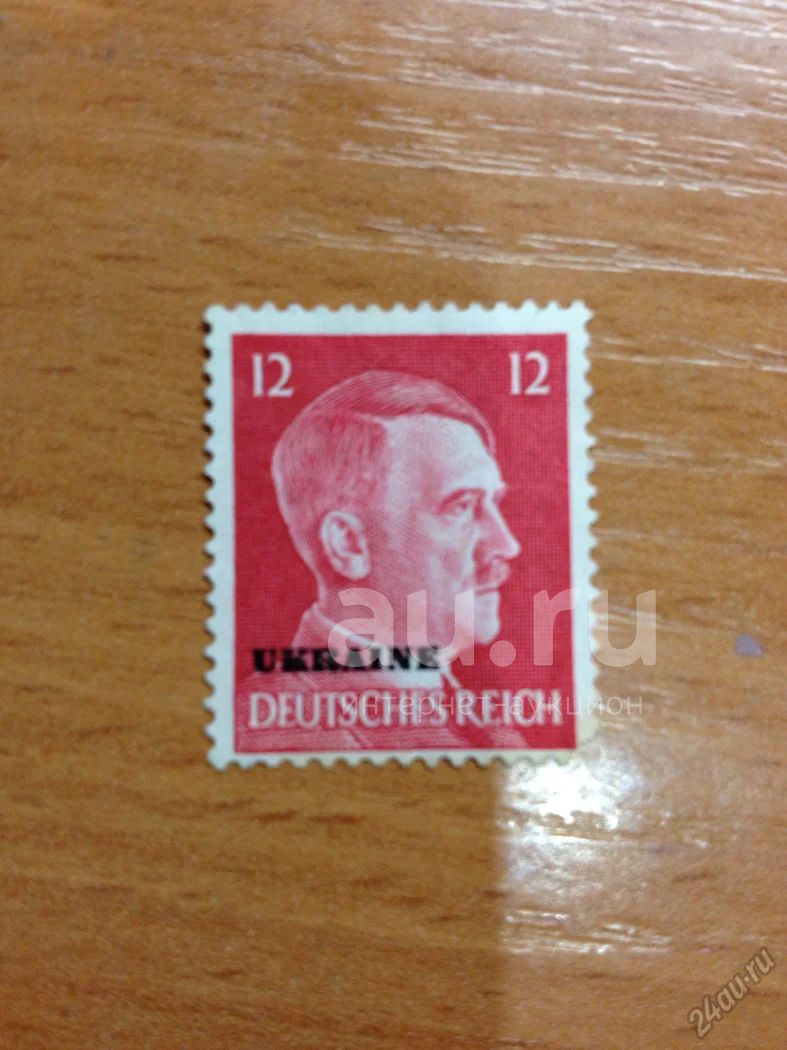 12 12
au.ru
UKRAINE
DEUTSCHES REICH
интернет-аукцион
24au.ru